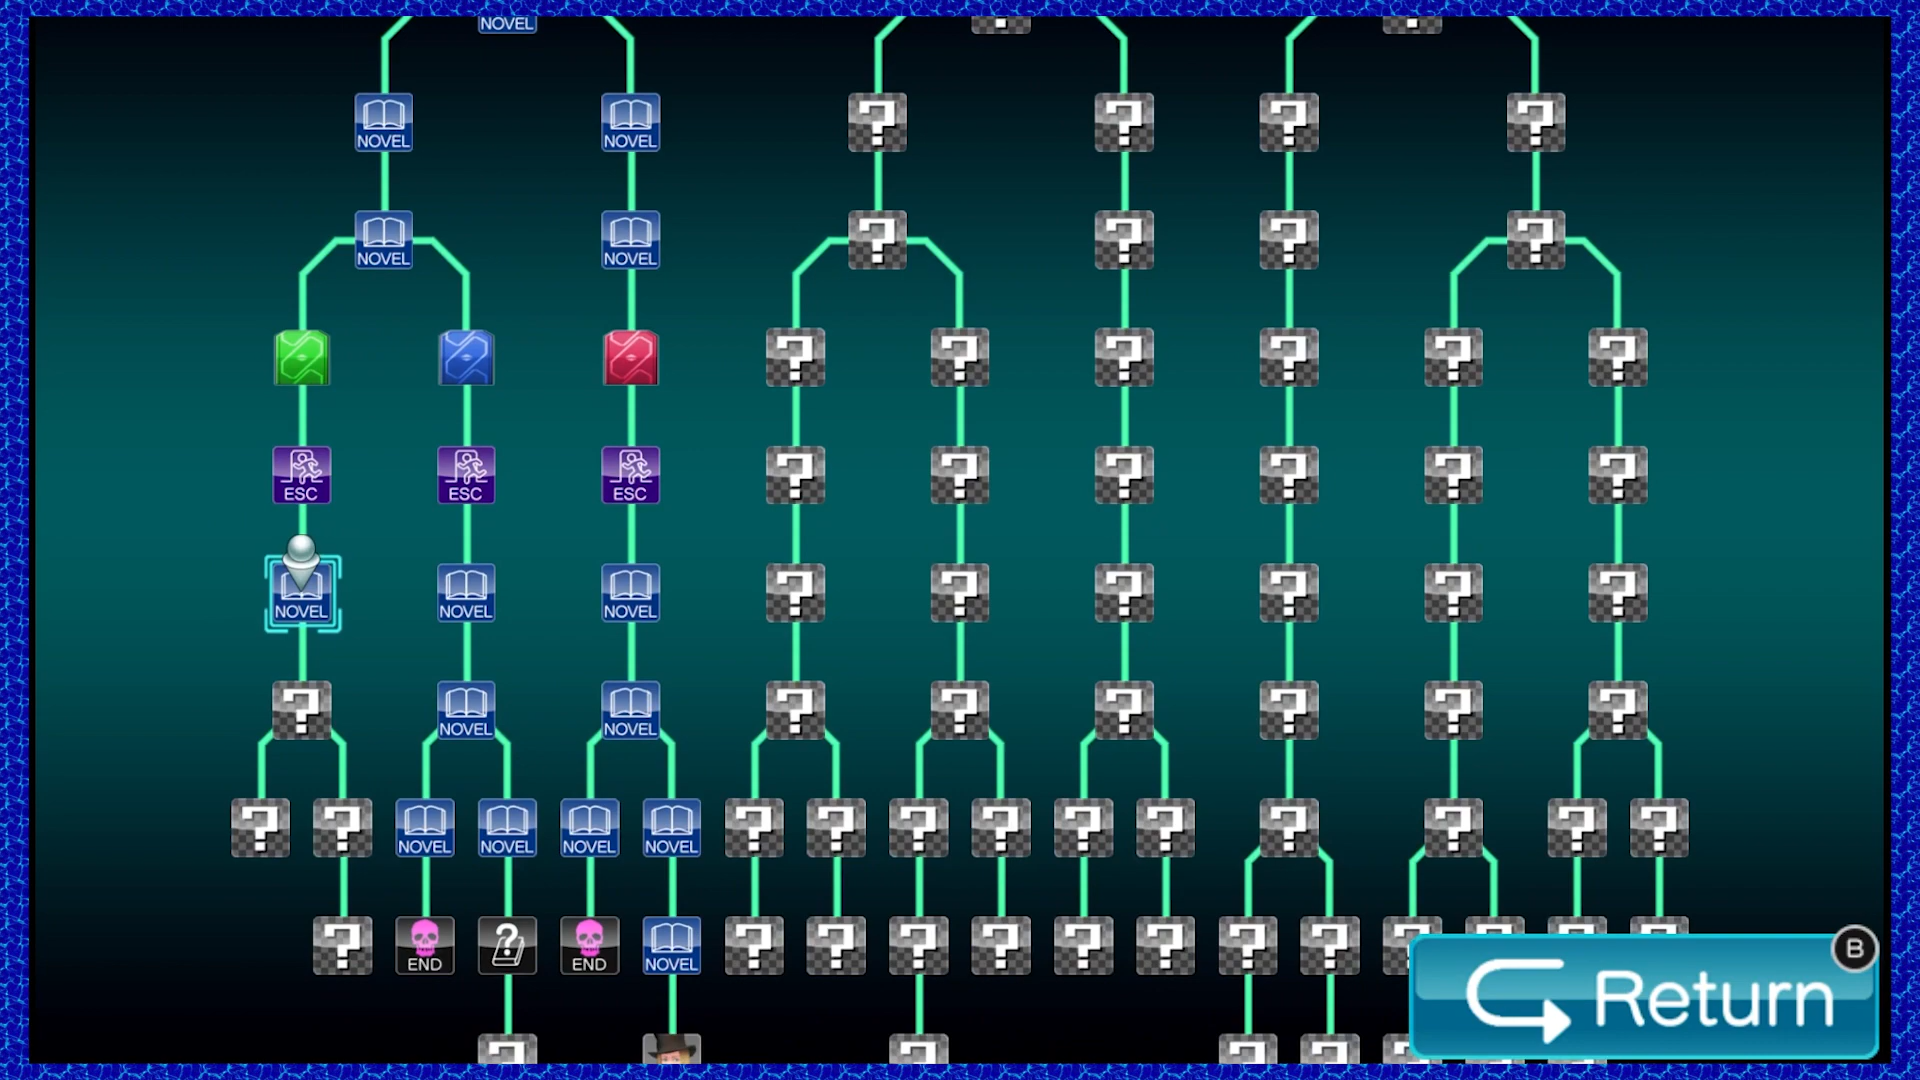 NOVEL ? ?
NOVEL NOVEL ? ? ? ?
NOVEL NOVEL ? ? ? ?
? ? ? ? ? ?
ESC ESC ESC ? ? ? ? ? ?
NOVEL NOVEL NOVEL ? ? ? ? ? ?
? NOVEL NOVEL ? ? ? ? ? ?
? ? NOVEL NOVEL NOVEL NOVEL ? ? ? ? ? ? ? ? ? ?
? END ? END NOVEL ? ? ? ? ? ? ? ? ? ? ? ?
B
Return
? ? ? ? ?